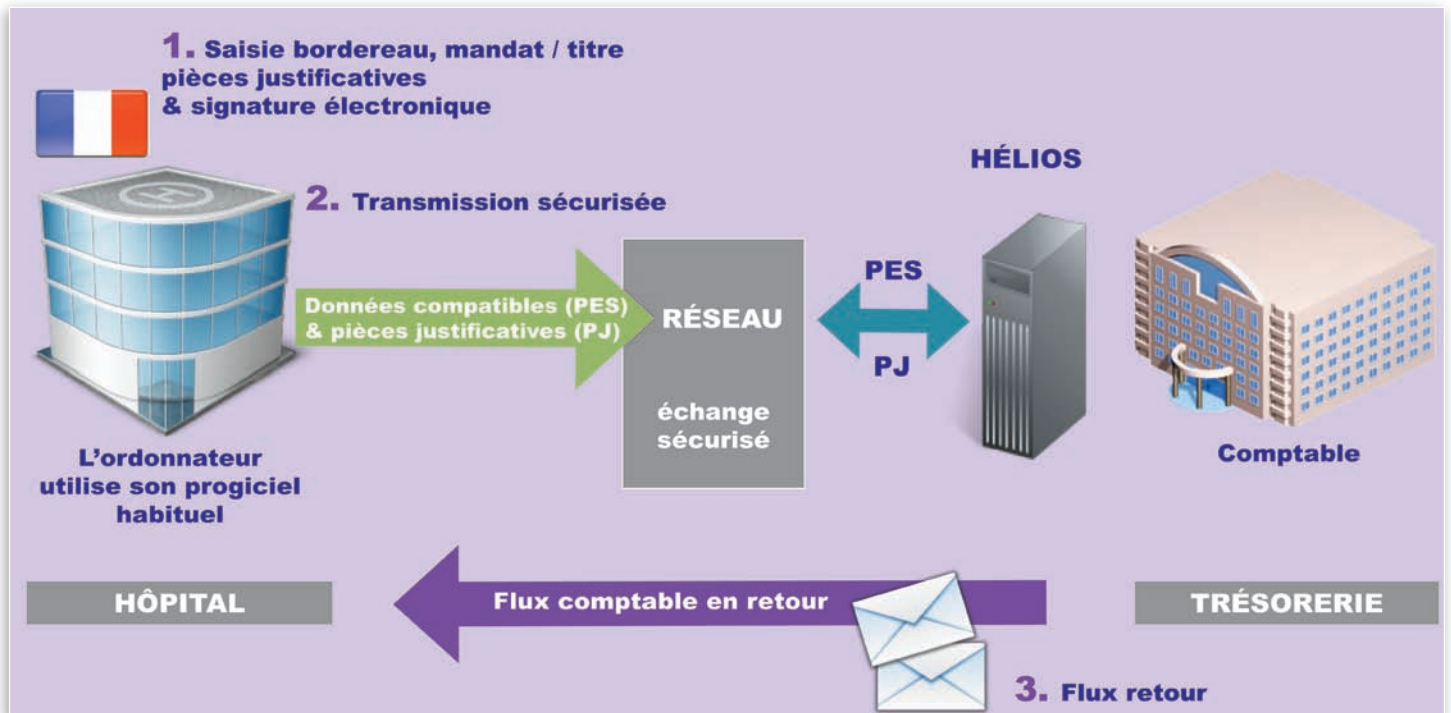 1. Saisie bordereau, mandat / titre
pièces justificatives
& signature électronique
2. Transmission sécurisée
HÉLIOS
Données compatibles (PES)
& pièces justificatives (PJ)
RÉSEAU
échange
sécurisé
PES
PJ
L'ordonnateur
utilise son progiciel
habituel
Comptable
HÔPITAL
Flux comptable en retour
TRÉSORERIE
3. Flux retour